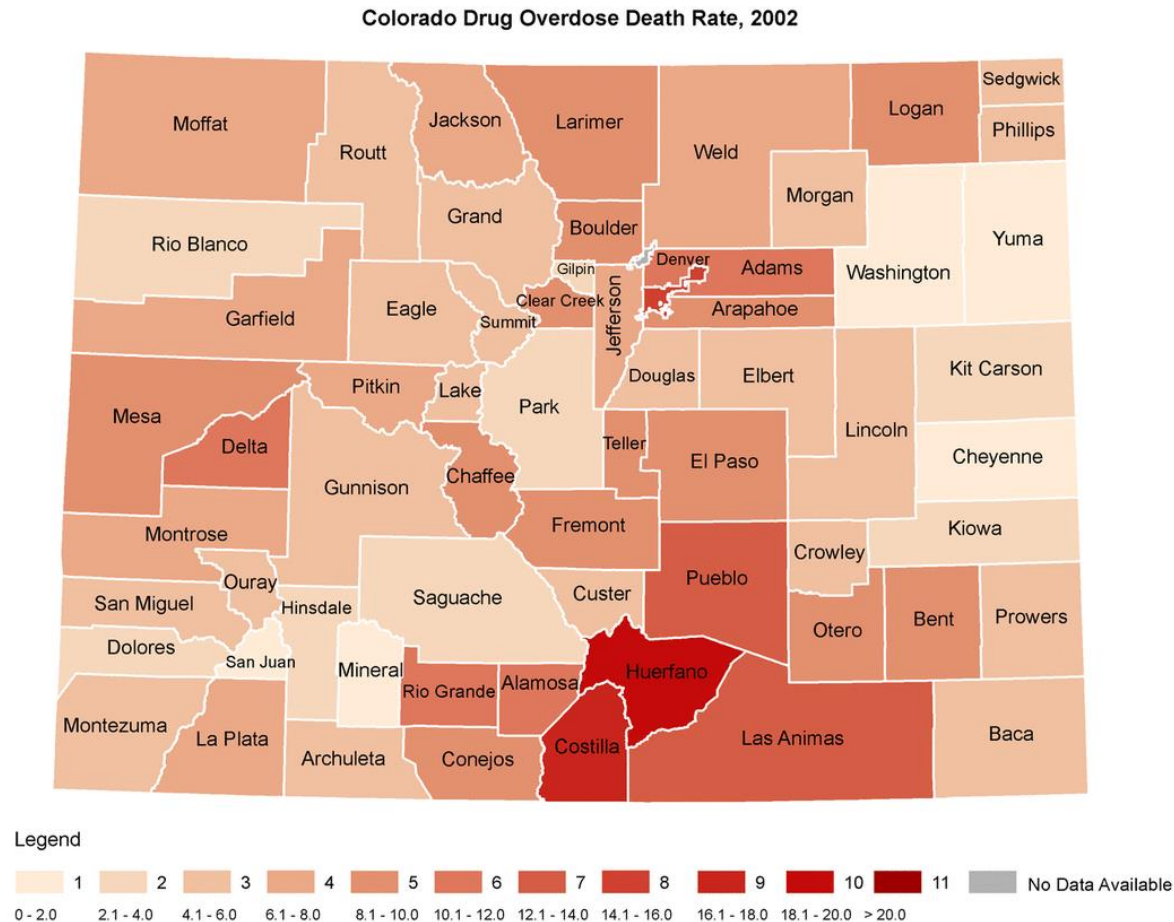 Colorado Drug Overdose Death Rate, 2002
Sedgwick
Moffat
Jackson
Larimer
Logan
Phillips
Routt
Weld
Morgan
Grand
Boulder
Rio Blanco
Yuma
Gilpin
Denver
Adams
Washington
Clear Creek
Eagle
Arapahoe
Garfield
Summit
Jefferson
Kit Carson
Pitkin
Lake
Douglas
Elbert
Park
Mesa
Lincoln
Delta
Teller
Cheyenne
El Paso
Chaffee
Gunnison
Fremont
Kiowa
Montrose
Crowley
Pueblo
Ouray
Custer
Saguache
San Miguel
Hinsdale
Prowers
Bent
Otero
Dolores
San Juan
Mineral
Huerfano
Rio Grande
Alamosa
Montezuma
La Plata
Costilla
Las Animas
Baca
Archuleta
Conejos
Legend
1 2 3 4 5 6 7 8 9 10 11 No Data Available
0 - 2.0 2.1 - 4.0 4.1 - 6.0 6.1 - 8.0 8.1 - 10.0 10.1 - 12.0 12.1 - 14.0 14.1 - 16.0 16.1 - 18.0 18.1 - 20.0 > 20.0